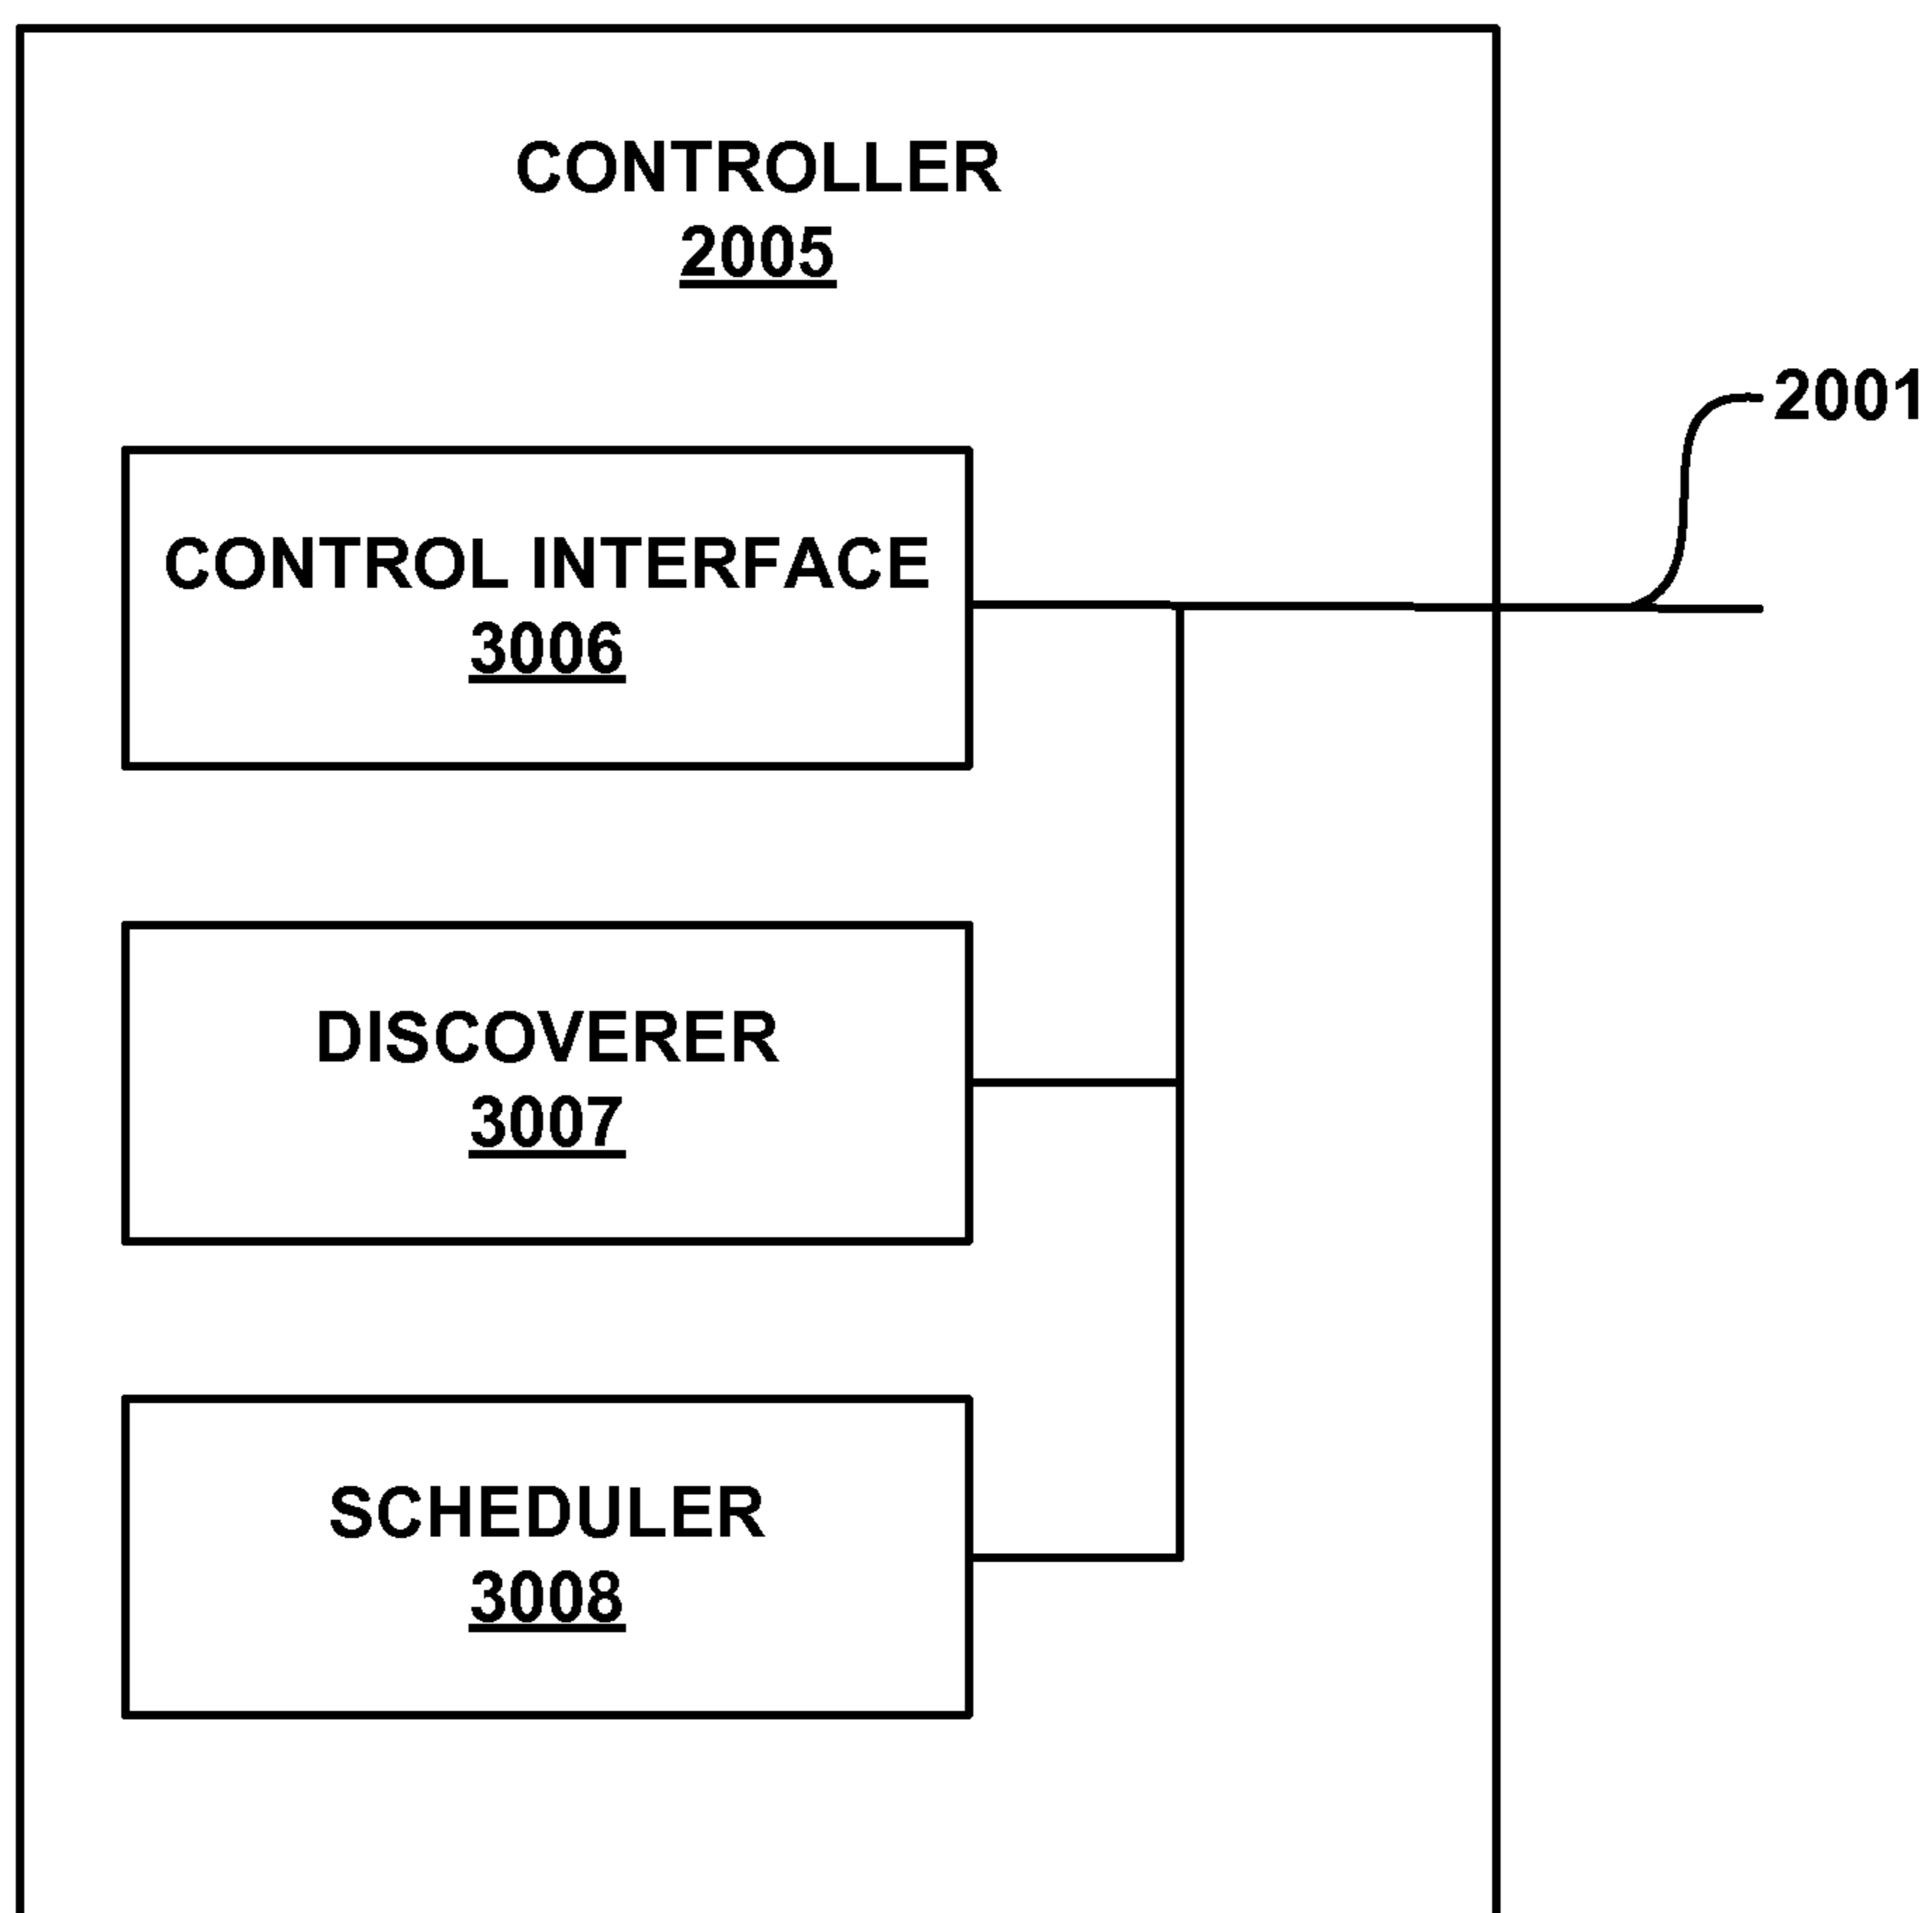 CONTROLLER
2005
2001
CONTROL INTERFACE
3006
DISCOVERER
3007
SCHEDULER
3008